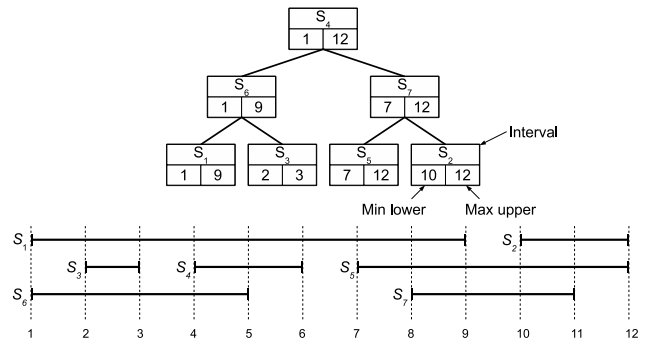 S₄
1 12
S₆ S₇
1 9 7 12
Interval
S₁ S₃ S₅ S₂
1 9 2 3 7 12 10 12
Min lower Max upper
S₁ S₂
S₃ S₄ S₅
S₆ S₇
1 2 3 4 5 6 7 8 9 10 11 12